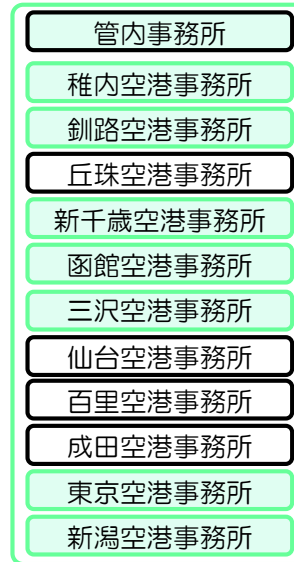 管内事務所
稚内空港事務所
釧路空港事務所
丘珠空港事務所
新千歳空港事務所
函館空港事務所
三沢空港事務所
仙台空港事務所
百里空港事務所
成田空港事務所
東京空港事務所
新潟空港事務所